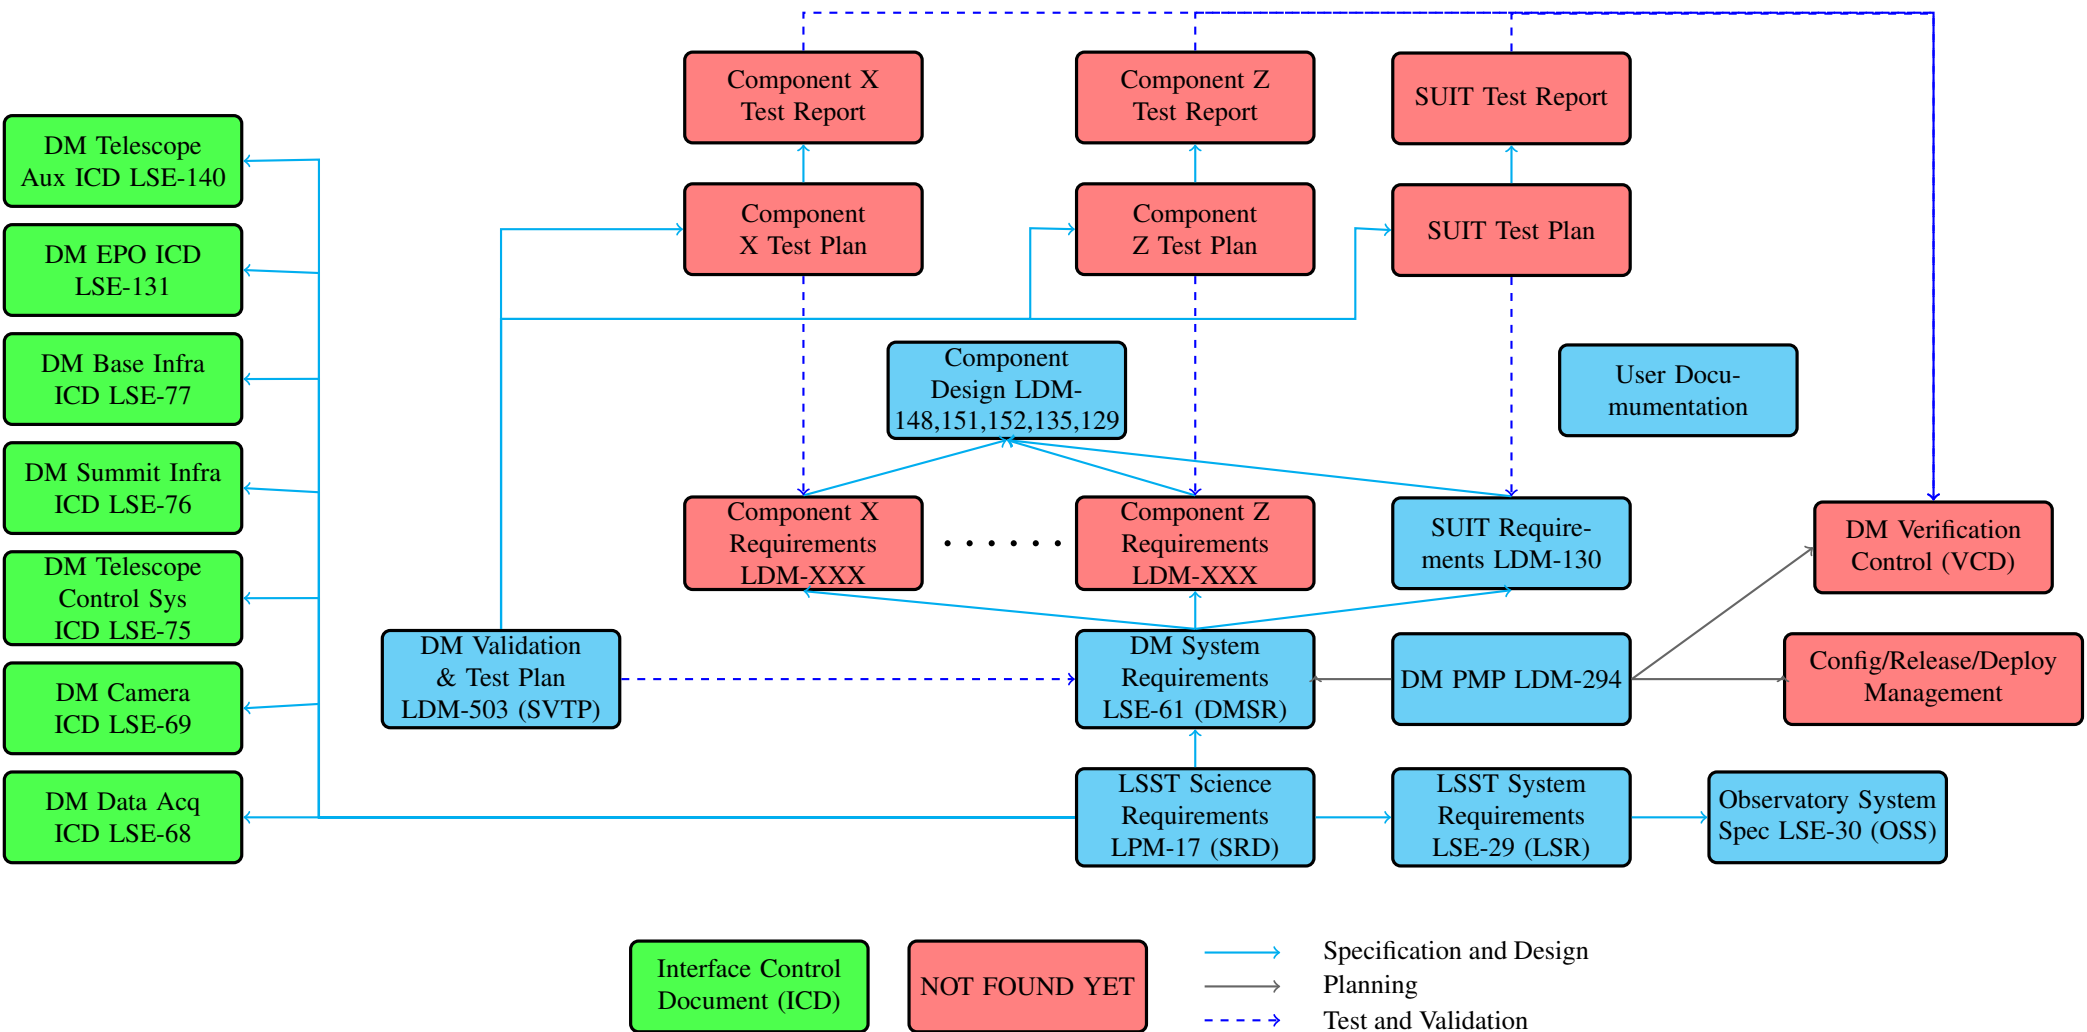 Component X
Test Report
Component Z
Test Report
SUIT Test Report
DM Telescope
Aux ICD LSE-140
Component
X Test Plan
Component
Z Test Plan
SUIT Test Plan
DM EPO ICD
LSE-131
DM Base Infra
ICD LSE-77
Component
Design LDM-
148,151,152,135,129
User Docu-
mumentation
DM Summit Infra
ICD LSE-76
Component X
Requirements
LDM-XXX
......
Component Z
Requirements
LDM-XXX
SUIT Require-
ments LDM-130
DM Verification
Control (VCD)
DM Telescope
Control Sys
ICD LSE-75
DM Validation
& Test Plan
LDM-503 (SVTP)
DM System
Requirements
LSE-61 (DMSR)
DM PMP LDM-294
Config/Release/Deploy
Management
DM Camera
ICD LSE-69
DM Data Acq
ICD LSE-68
LSST Science
Requirements
LPM-17 (SRD)
LSST System
Requirements
LSE-29 (LSR)
Observatory System
Spec LSE-30 (OSS)
Interface Control
Document (ICD)
NOT FOUND YET
Specification and Design
Planning
Test and Validation